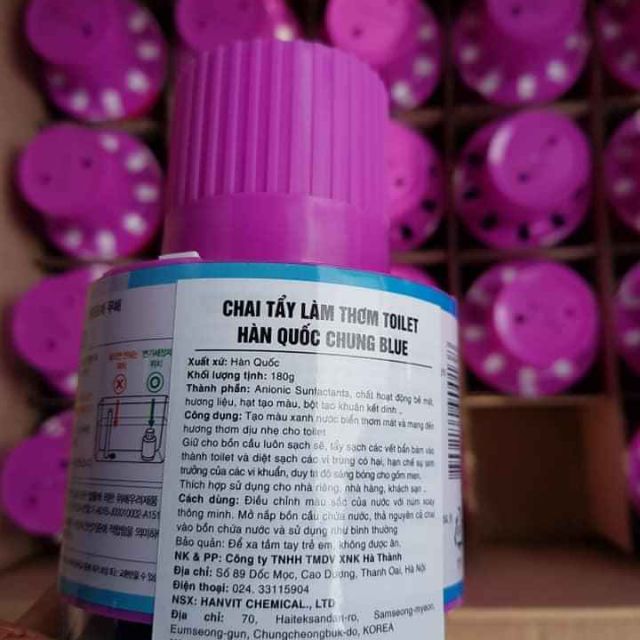 CHAI TẨY LÀM THƠM TOILET
HÀN QUỐC CHUNG BLUE
Xuất xứ: Hàn Quốc
Khối lượng tịnh: 180g
Thành phần: Anionic Sunfactanta, chất hoạt động bề mặt,
hương liệu, hạt tạo màu, bột tạo khuân kết dính ..
Công dụng: Tạo màu xanh nước biển thơm mát và mang đến
hương thơm dịu nhẹ cho toilet
Giữ cho bồn cầu luôn sạch sẽ, tẩy sạch các vết bẩn bám vào
thành toilet và diệt sạch các vi trùng có hại, hạn chế sự sinh
trưởng của các vi khuẩn, duy trì độ sáng bóng cho gốm men,
Thích hợp sử dụng cho nhà riêng, nhà hàng, khách sạn ..
Cách dùng: Điều chỉnh màu sắc của nước với núm xoay
thông minh. Mở nắp bồn cầu chứa nước, thả nguyên cả chai
vào bồn chứa nước và sử dụng như bình thường
Bảo quản: Để xa tầm tay trẻ em, không được ăn.
NK & PP: Công ty TNHH TMDV XNK Hà Thành
Địa chỉ: Số 89 Dốc Mọc, Cao Dương, Thanh Oai, Hà Nội
Điện thoại: 024, 33115904
NSX: HANVIT CHEMICAL., LTD
Địa chỉ: 70, Haiteksandan-ro, Samseong-myeon,
Eumseong-gun, Chungcheongbuk-do, KOREA